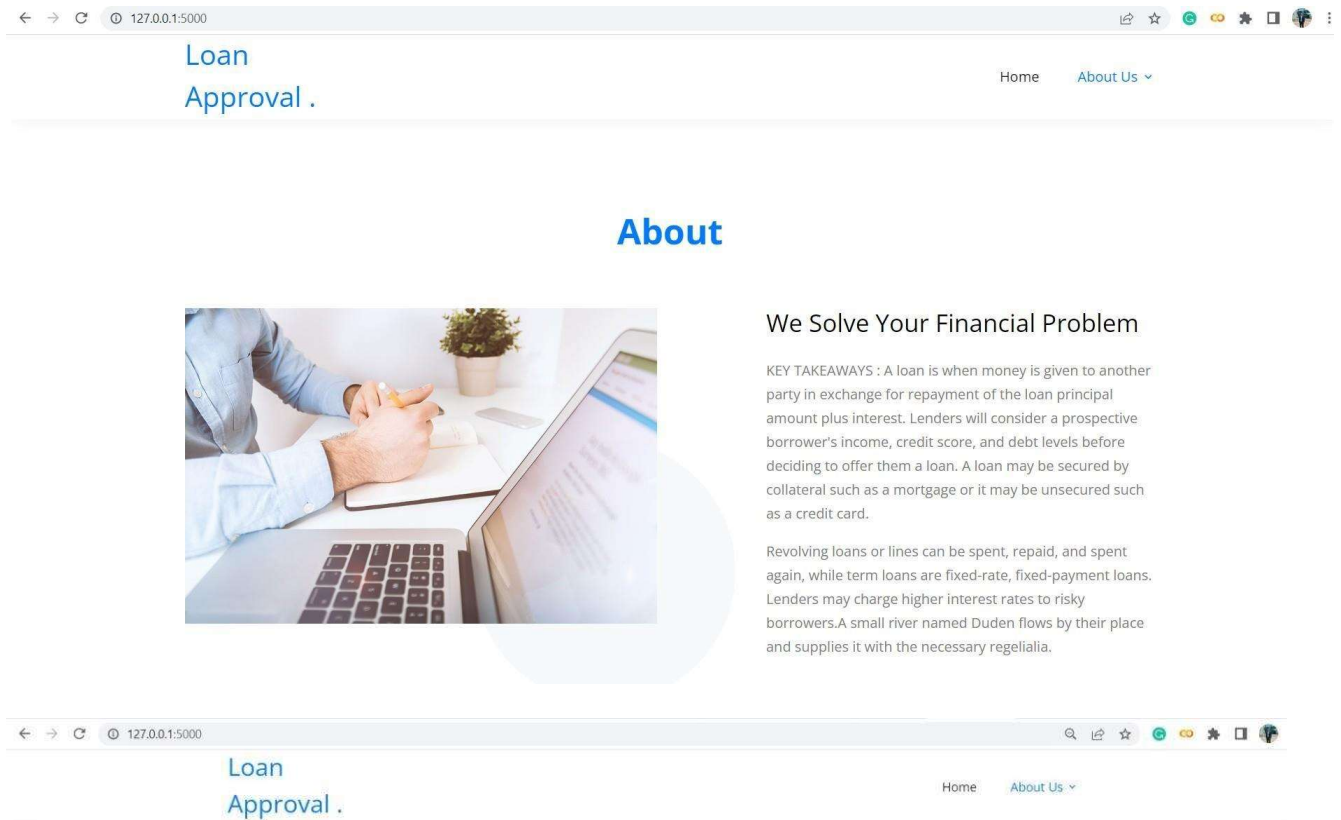 127.0.0.1:5000
Loan
Approval .
Home
About Us
About
We Solve Your Financial Problem
KEY TAKEAWAYS : A loan is when money is given to another
party in exchange for repayment of the loan principal
amount plus interest. Lenders will consider a prospective
borrower's income, credit score, and debt levels before
deciding to offer them a loan. A loan may be secured by
collateral such as a mortgage or it may be unsecured such
as a credit card.
Revolving loans or lines can be spent, repaid, and spent
again, while term loans are fixed-rate, fixed-payment loans.
Lenders may charge higher interest rates to risky
borrowers.A small river named Duden flows by their place
and supplies it with the necessary regelialia.
127.0.0.1:5000
Loan
Approval .
Home
About Us